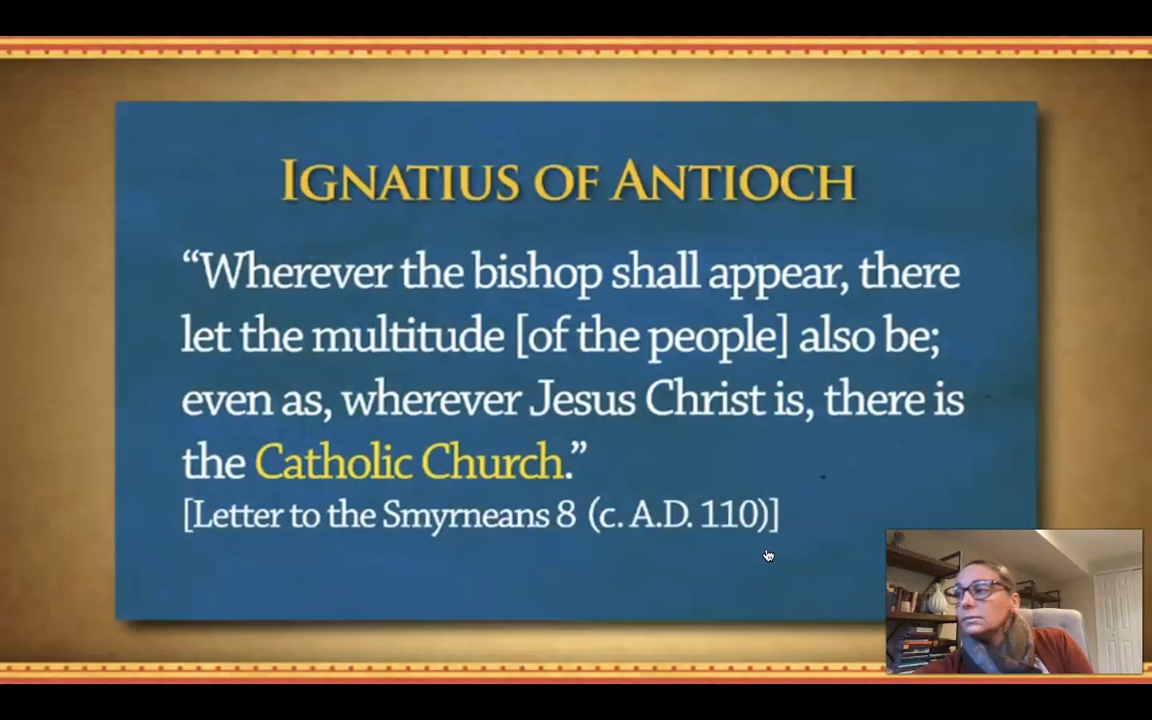 IGNATIUS OF ANTIOCH
“Wherever the bishop shall appear, there
let the multitude [of the people] also be;
even as, wherever Jesus Christ is, there is
the Catholic Church.”
[Letter to the Smyrneans 8 (c. A.D. 110)]